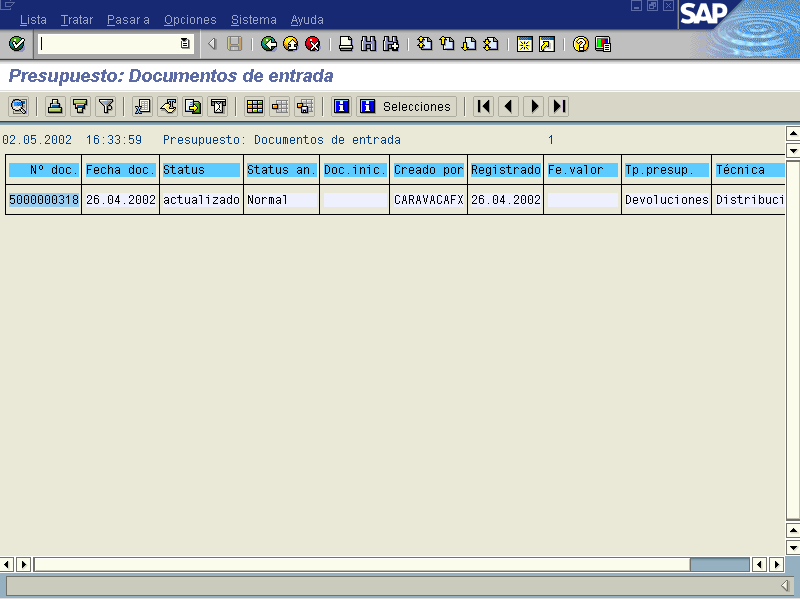 Lista Tratar Pasar a Opciones Sistema Ayuda
SAP
Presupuesto: Documentos de entrada
Selecciones
02.05.2002 16:33:59 Presupuesto: Documentos de entrada 1
Nº doc. Fecha doc. Status Status an. Doc.inic. Creado por Registrado Fe.valor Tp.presup. Técnica
5000000318 26.04.2002 actualizado Normal CARAVACAFX 26.04.2002 Devoluciones Distribuci